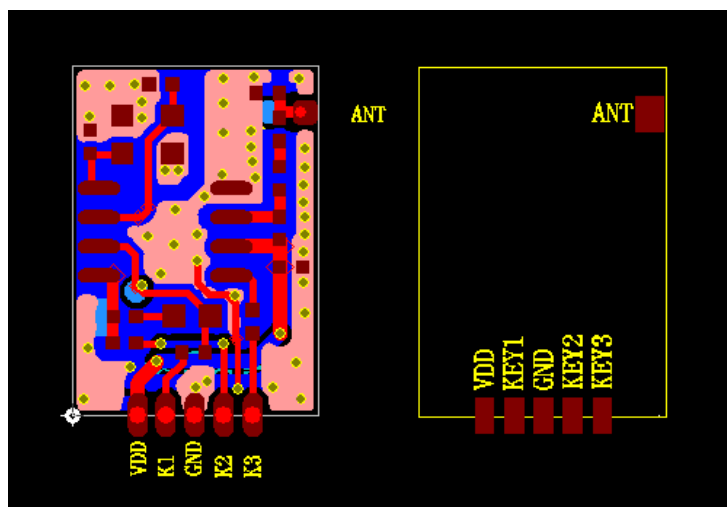 ANT
ANT
VDD
KEY1
GND
KEY2
KEY3
VDD
K1
GND
K2
K3